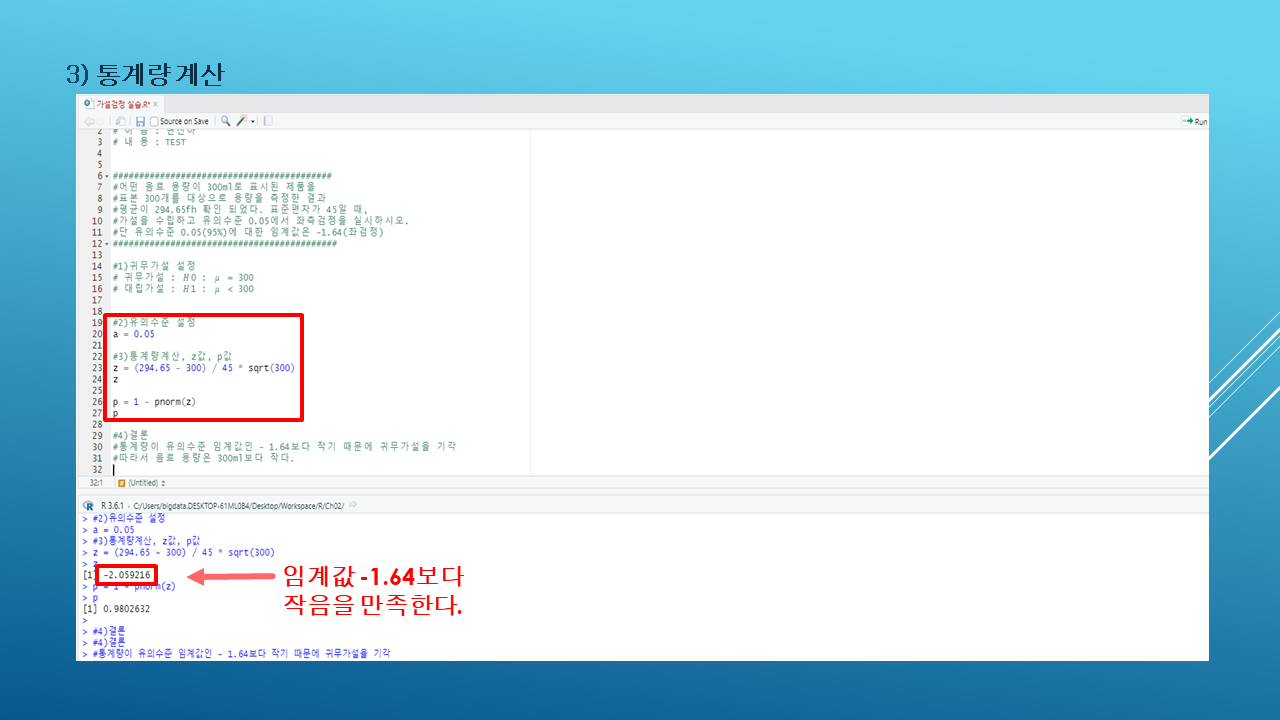 3) 통계량 계산
가설검정 실습.R* ×
Source on Save
Run
2 # 이 름 :
3 # 내 용 : TEST
4
5
6 ##########################################
7 #어떤 음료 용량이 300ml로 표시된 제품을
8 #표본 300개를 대상으로 용량을 측정한 결과
9 #평균이 294.65fh 확인 되었다. 표준편자가 45일 때,
10 #가설을 수립하고 유의수준 0.05에서 좌측검정을 실시하시오.
11 #단 유의수준 0.05(95%)에 대한 임계값은 -1.64(좌검정)
12 ###########################################
13
14 #1)귀무가설 설정
15 # 귀무가설 : H0 : μ = 300
16 # 대립가설 : H1 : μ < 300
17
18
19 #2)유의수준 설정
20 a = 0.05
21
22 #3)통계량계산, z값, p값
23 z = (294.65 - 300) / 45 * sqrt(300)
24 z
25
26 p = 1 - pnorm(z)
27 p
28
29 #4)결론
30 #통계량이 유의수준 임계값인 - 1.64보다 작기 때문에 귀무가설을 기각
31 #따라서 음료 용량은 300ml보다 작다.
32
32:1 # (Untitled)
R 3.6.1 · C:/Users/bigdata.DESKTOP-61ML0B4/Desktop/Workspace/R/Ch02/
> #2)유의수준 설정
> a = 0.05
> #3)통계량계산, z값, p값
> z = (294.65 - 300) / 45 * sqrt(300)
> z
[1] -2.059216
> p = 1 - pnorm(z)
> p
[1] 0.9802632
>
> #4)결론
> #4)결론
> #통계량이 유의수준 임계값인 - 1.64보다 작기 때문에 귀무가설을 기각
임계값 -1.64보다
작음을 만족한다.